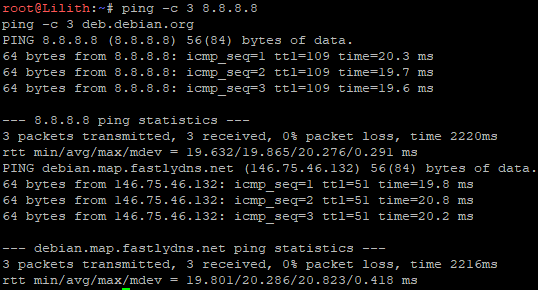 root@Lilith:~# ping -c 3 8.8.8.8
ping -c 3 deb.debian.org
PING 8.8.8.8 (8.8.8.8) 56(84) bytes of data.
64 bytes from 8.8.8.8: icmp_seq=1 ttl=109 time=20.3 ms
64 bytes from 8.8.8.8: icmp_seq=2 ttl=109 time=19.7 ms
64 bytes from 8.8.8.8: icmp_seq=3 ttl=109 time=19.6 ms

--- 8.8.8.8 ping statistics ---
3 packets transmitted, 3 received, 0% packet loss, time 2220ms
rtt min/avg/max/mdev = 19.632/19.865/20.276/0.291 ms
PING debian.map.fastlydns.net (146.75.46.132) 56(84) bytes of data.
64 bytes from 146.75.46.132: icmp_seq=1 ttl=51 time=19.8 ms
64 bytes from 146.75.46.132: icmp_seq=2 ttl=51 time=20.8 ms
64 bytes from 146.75.46.132: icmp_seq=3 ttl=51 time=20.2 ms

--- debian.map.fastlydns.net ping statistics ---
3 packets transmitted, 3 received, 0% packet loss, time 2216ms
rtt min/avg/max/mdev = 19.801/20.286/20.823/0.418 ms